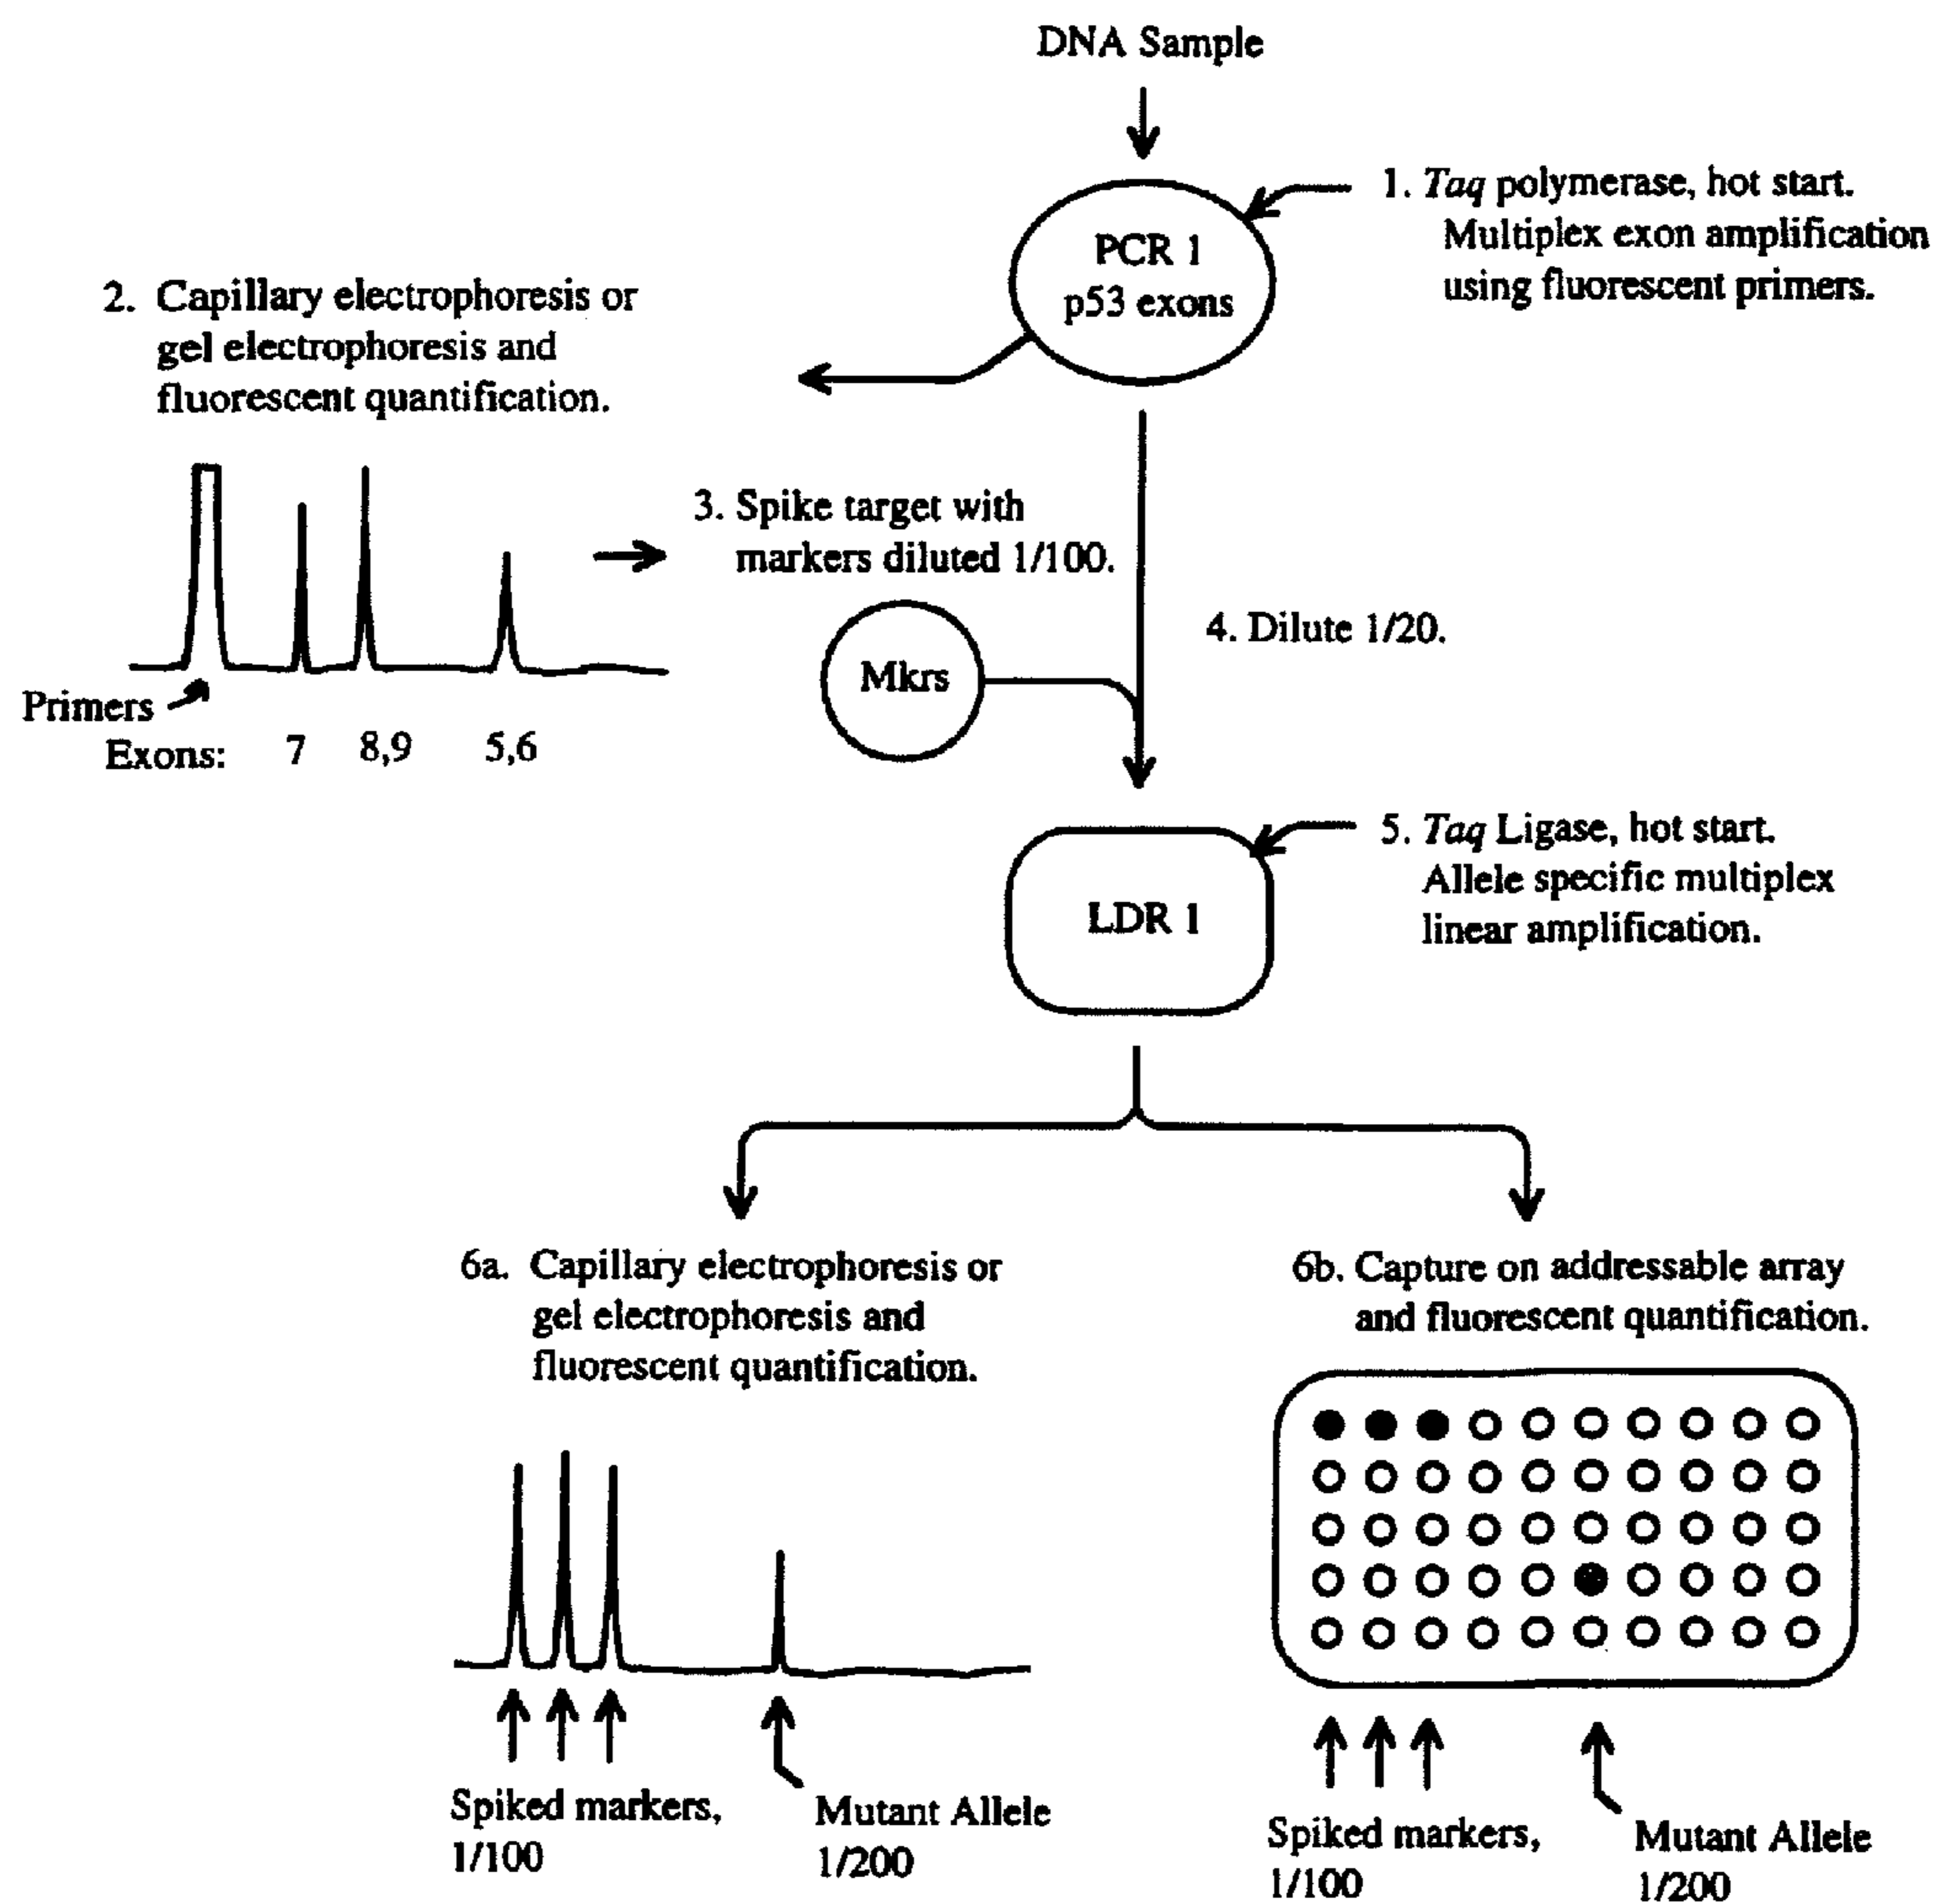 DNA Sample
1. Taq polymerase, hot start.
Multiplex exon amplification
using fluorescent primers.
PCR 1
p53 exons
2. Capillary electrophoresis or
gel electrophoresis and
fluorescent quantification.
3. Spike target with
markers diluted 1/100.
4. Dilute 1/20.
Mkrs
Primers
Exons: 7 8,9 5,6
5. Taq Ligase, hot start.
Allele specific multiplex
linear amplification.
LDR 1
6a. Capillary electrophoresis or
gel electrophoresis and
fluorescent quantification.
6b. Capture on addressable array
and fluorescent quantification.
Spiked markers,
1/100
Mutant Allele
1/200
Spiked markers,
1/100
Mutant Allele
1/200